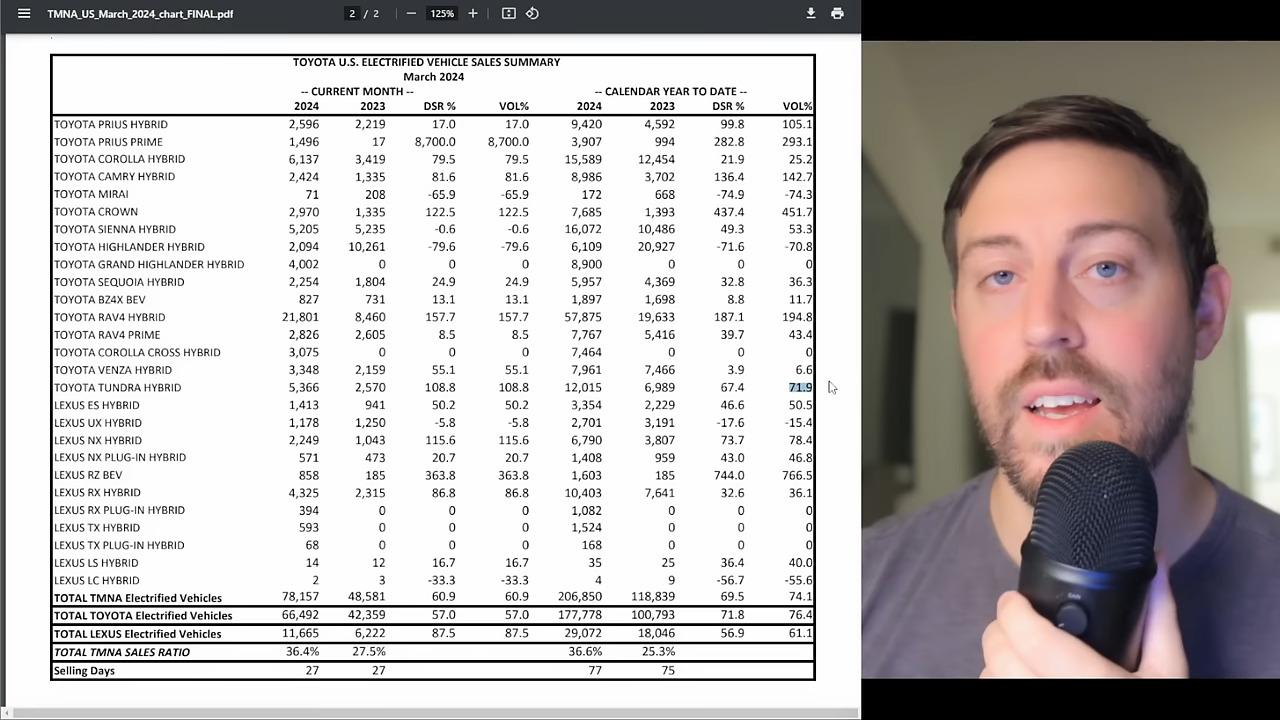 TMNA_US_March_2024_chart_FINAL.pdf 2 / 2 125%
TOYOTA U.S. ELECTRIFIED VEHICLE SALES SUMMARY
March 2024
-- CURRENT MONTH -- -- CALENDAR YEAR TO DATE --
2024 2023 DSR % VOL% 2024 2023 DSR % VOL%
TOYOTA PRIUS HYBRID 2,596 2,219 17.0 17.0 9,420 4,592 99.8 105.1
TOYOTA PRIUS PRIME 1,496 17 8,700.0 8,700.0 3,907 994 282.8 293.1
TOYOTA COROLLA HYBRID 6,137 3,419 79.5 79.5 15,589 12,454 21.9 25.2
TOYOTA CAMRY HYBRID 2,424 1,335 81.6 81.6 8,986 3,702 136.4 142.7
TOYOTA MIRAI 71 208 -65.9 -65.9 172 668 -74.9 -74.3
TOYOTA CROWN 2,970 1,335 122.5 122.5 7,685 1,393 437.4 451.7
TOYOTA SIENNA HYBRID 5,205 5,235 -0.6 -0.6 16,072 10,486 49.3 53.3
TOYOTA HIGHLANDER HYBRID 2,094 10,261 -79.6 -79.6 6,109 20,927 -71.6 -70.8
TOYOTA GRAND HIGHLANDER HYBRID 4,002 0 0 0 8,900 0 0 0
TOYOTA SEQUOIA HYBRID 2,254 1,804 24.9 24.9 5,957 4,369 32.8 36.3
TOYOTA BZ4X BEV 827 731 13.1 13.1 1,897 1,698 8.8 11.7
TOYOTA RAV4 HYBRID 21,801 8,460 157.7 157.7 57,875 19,633 187.1 194.8
TOYOTA RAV4 PRIME 2,826 2,605 8.5 8.5 7,767 5,416 39.7 43.4
TOYOTA COROLLA CROSS HYBRID 3,075 0 0 0 7,464 0 0 0
TOYOTA VENZA HYBRID 3,348 2,159 55.1 55.1 7,961 7,466 3.9 6.6
TOYOTA TUNDRA HYBRID 5,366 2,570 108.8 108.8 12,015 6,989 67.4 71.9
LEXUS ES HYBRID 1,413 941 50.2 50.2 3,354 2,229 46.6 50.5
LEXUS UX HYBRID 1,178 1,250 -5.8 -5.8 2,701 3,191 -17.6 -15.4
LEXUS NX HYBRID 2,249 1,043 115.6 115.6 6,790 3,807 73.7 78.4
LEXUS NX PLUG-IN HYBRID 571 473 20.7 20.7 1,408 959 43.0 46.8
LEXUS RZ BEV 858 185 363.8 363.8 1,603 185 744.0 766.5
LEXUS RX HYBRID 4,325 2,315 86.8 86.8 10,403 7,641 32.6 36.1
LEXUS RX PLUG-IN HYBRID 394 0 0 0 1,082 0 0 0
LEXUS TX HYBRID 593 0 0 0 1,524 0 0 0
LEXUS TX PLUG-IN HYBRID 68 0 0 0 168 0 0 0
LEXUS LS HYBRID 14 12 16.7 16.7 35 25 36.4 40.0
LEXUS LC HYBRID 2 3 -33.3 -33.3 4 9 -56.7 -55.6
TOTAL TMNA Electrified Vehicles 78,157 48,581 60.9 60.9 206,850 118,839 69.5 74.1
TOTAL TOYOTA Electrified Vehicles 66,492 42,359 57.0 57.0 177,778 100,793 71.8 76.4
TOTAL LEXUS Electrified Vehicles 11,665 6,222 87.5 87.5 29,072 18,046 56.9 61.1
TOTAL TMNA SALES RATIO 36.4% 27.5% 36.6% 25.3%
Selling Days 27 27 77 75